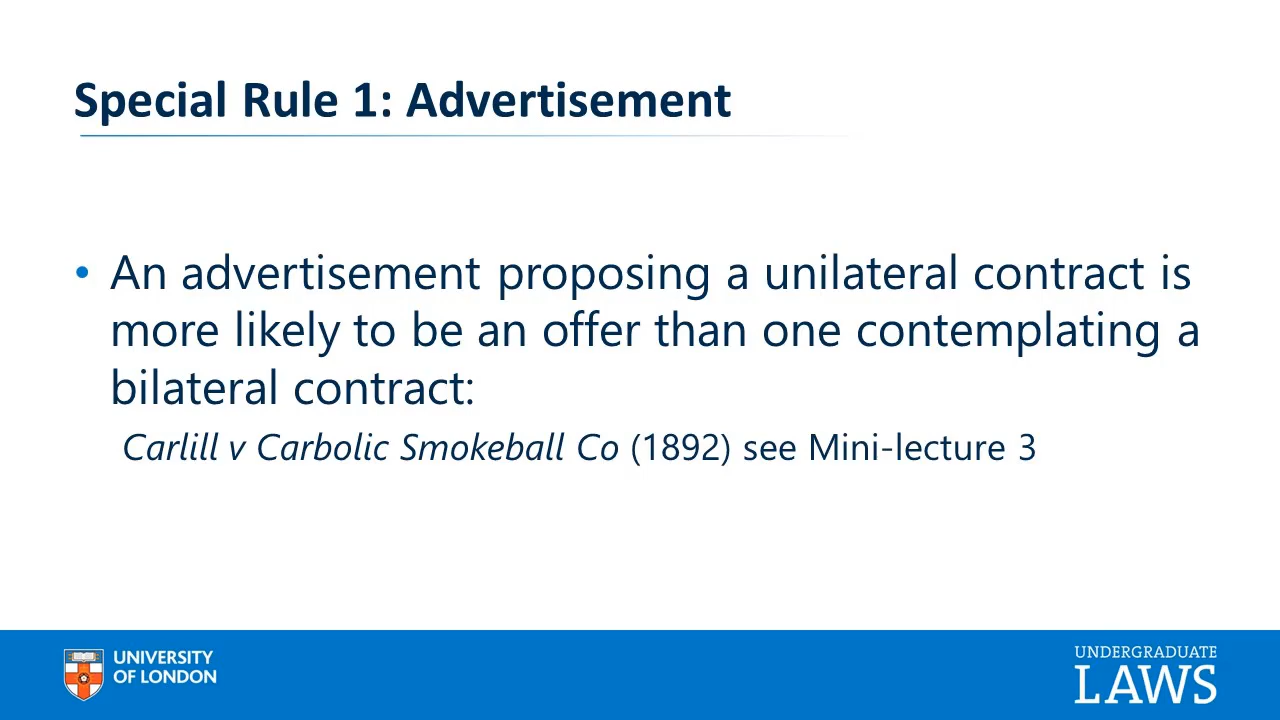 Special Rule 1: Advertisement
• An advertisement proposing a unilateral contract is
more likely to be an offer than one contemplating a
bilateral contract:
Carlill v Carbolic Smokeball Co (1892) see Mini-lecture 3
UNIVERSITY
OF LONDON
UNDERGRADUATE
LAWS